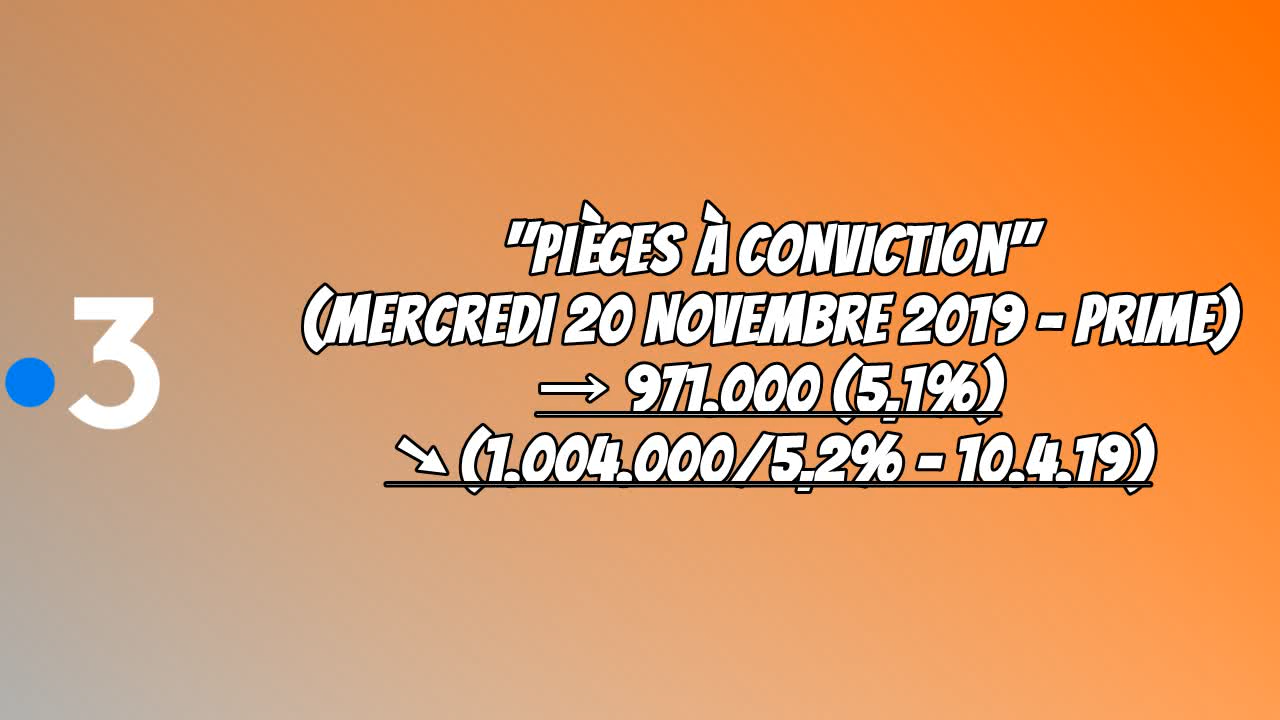 3
"PIÈCES À CONVICTION"
(MERCREDI 20 NOVEMBRE 2019 - PRIME)
→ 971.000 (5,1%)
↘ (1.004.000/5,2% - 10.4.19)